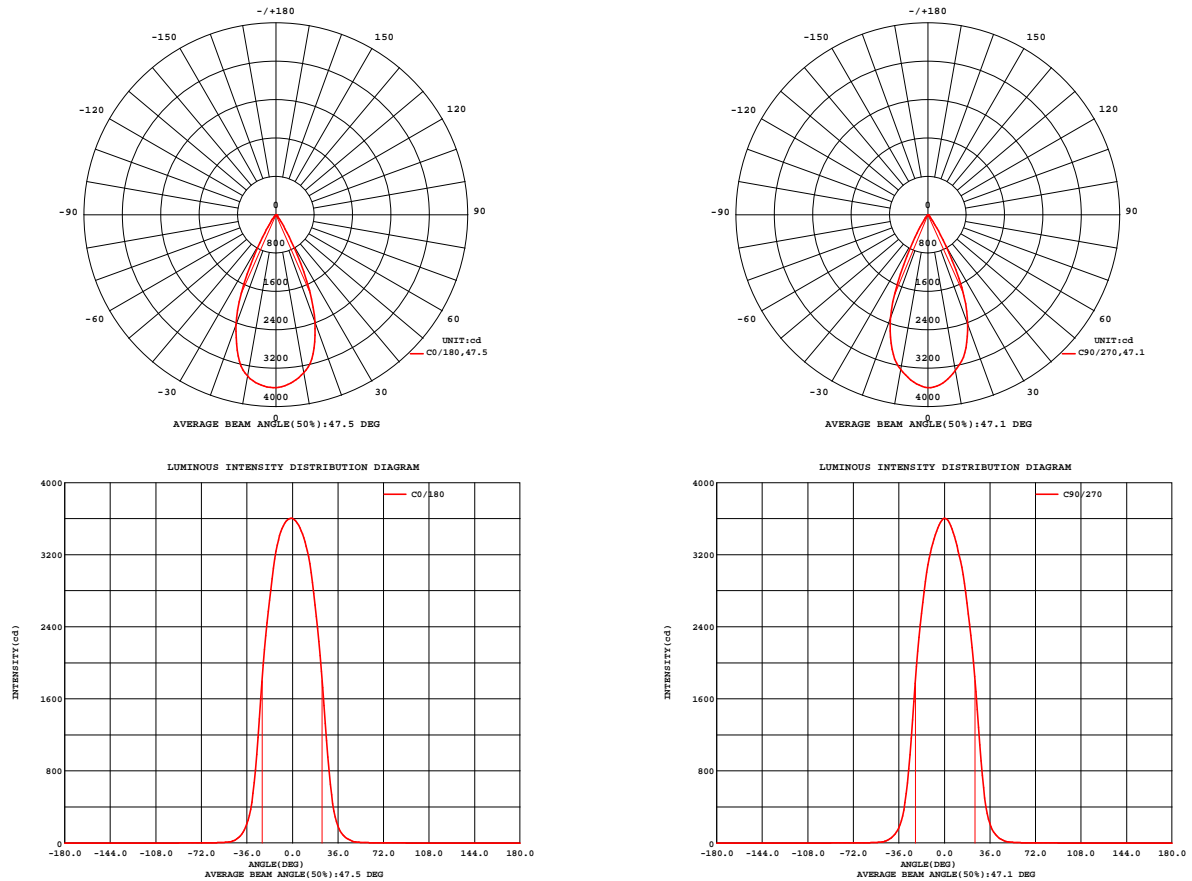 -/+180
-150
150
-120
120
-90
90
0
800
1600
2400
3200
4000
-60
60
UNIT:cd
C0/180,47.5
-30
30
0
AVERAGE BEAM ANGLE(50%):47.5 DEG
-/+180
-150
150
-120
120
-90
90
0
800
1600
2400
3200
4000
-60
60
UNIT:cd
C90/270,47.1
-30
30
0
AVERAGE BEAM ANGLE(50%):47.1 DEG
LUMINOUS INTENSITY DISTRIBUTION DIAGRAM
C0/180
4000
3200
2400
1600
800
0
INTENSITY(cd)
-180.0 -144.0 -108.0 -72.0 -36.0 0.0 36.0 72.0 108.0 144.0 180.0
ANGLE(DEG)
AVERAGE BEAM ANGLE(50%):47.5 DEG
LUMINOUS INTENSITY DISTRIBUTION DIAGRAM
C90/270
4000
3200
2400
1600
800
0
INTENSITY(cd)
-180.0 -144.0 -108.0 -72.0 -36.0 0.0 36.0 72.0 108.0 144.0 180.0
ANGLE(DEG)
AVERAGE BEAM ANGLE(50%):47.1 DEG